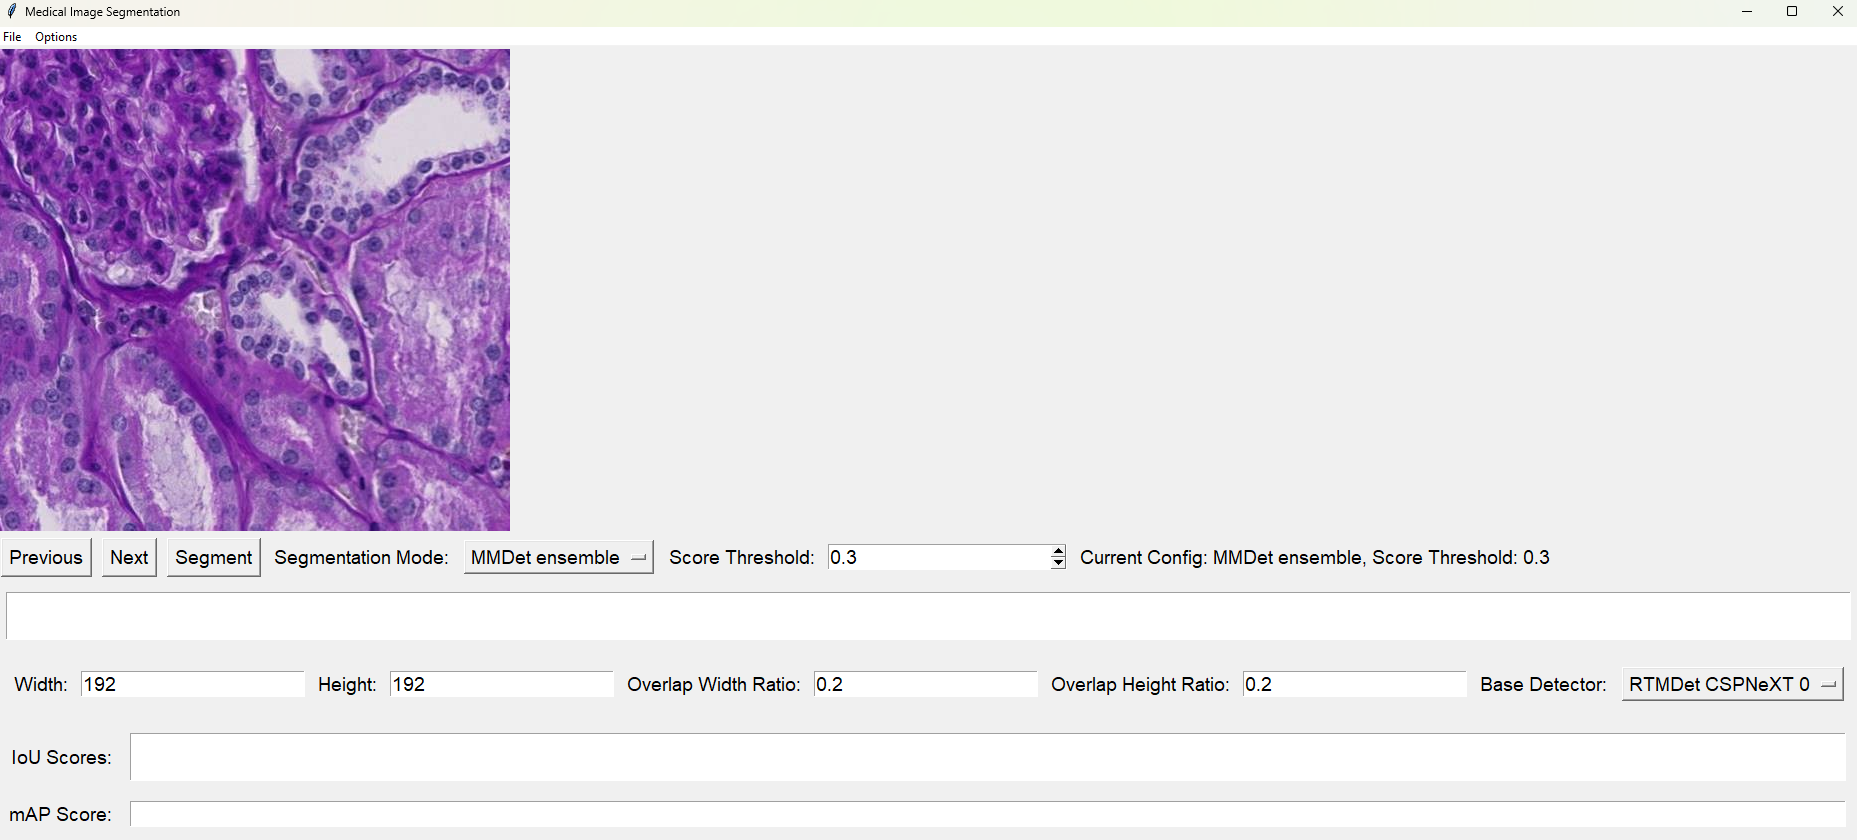 Medical Image Segmentation
File Options
Previous Next Segment Segmentation Mode: MMDet ensemble Score Threshold: 0.3 Current Config: MMDet ensemble, Score Threshold: 0.3
Width: 192 Height: 192 Overlap Width Ratio: 0.2 Overlap Height Ratio: 0.2 Base Detector: RTMDet CSPNeXT 0
IoU Scores:
mAP Score: